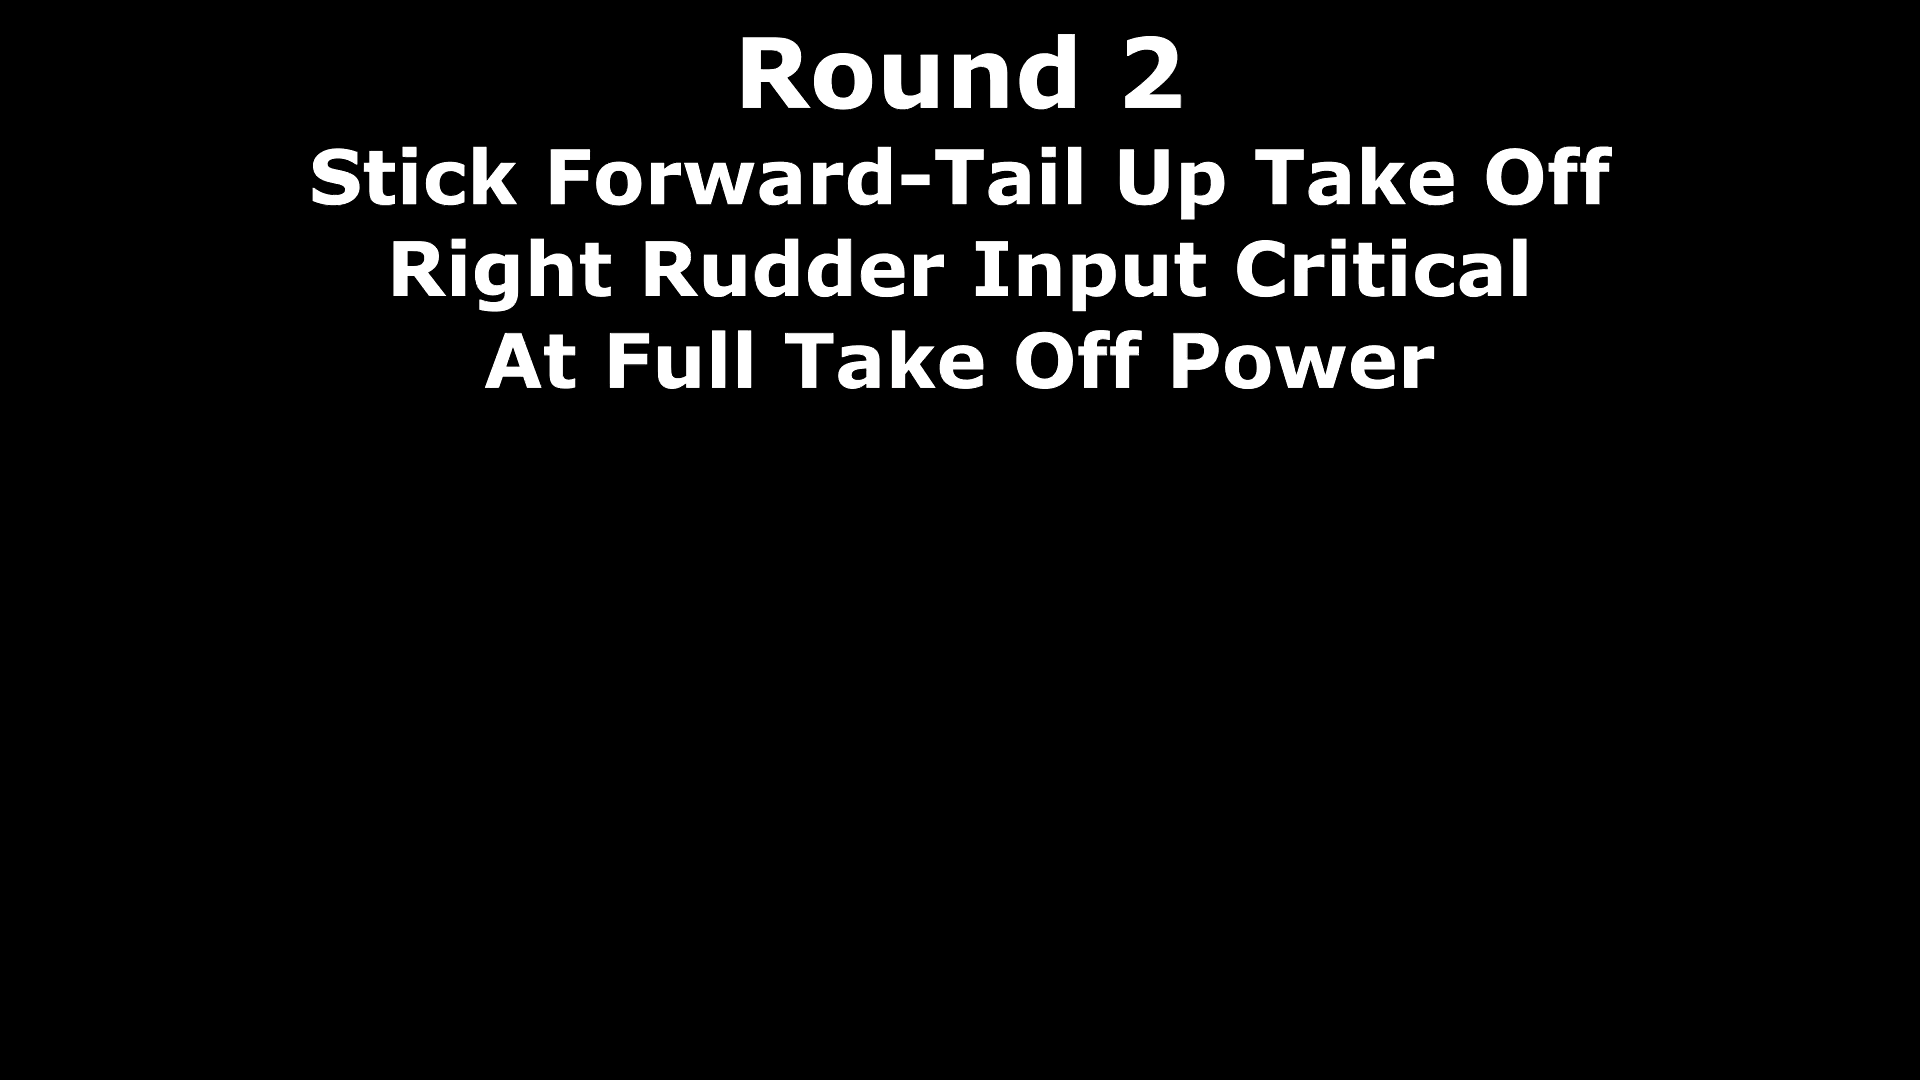 Round 2
Stick Forward-Tail Up Take Off
Right Rudder Input Critical
At Full Take Off Power